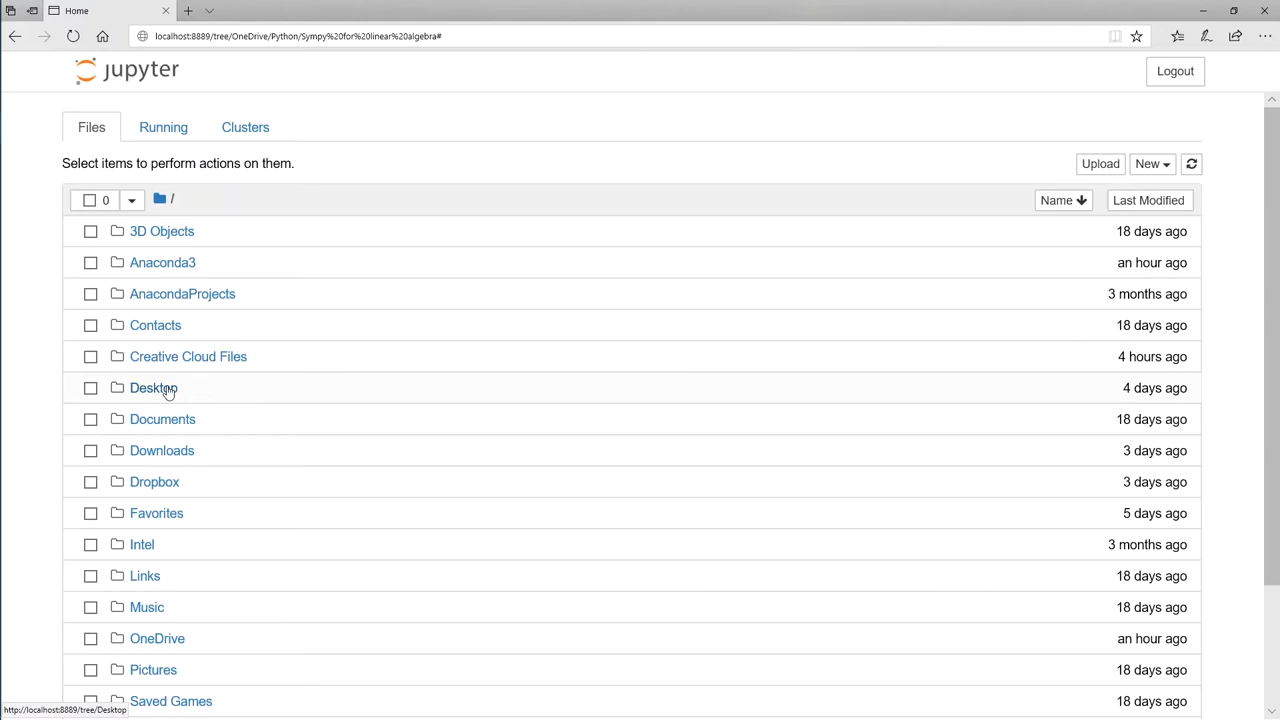 Home
localhost:8889/tree/OneDrive/Python/Sympy%20for%20linear%20algebra#
jupyter
Logout
Files Running Clusters
Select items to perform actions on them.
Upload New
0 / Name Last Modified
3D Objects 18 days ago
Anaconda3 an hour ago
AnacondaProjects 3 months ago
Contacts 18 days ago
Creative Cloud Files 4 hours ago
Desktop 4 days ago
Documents 18 days ago
Downloads 3 days ago
Dropbox 3 days ago
Favorites 5 days ago
Intel 3 months ago
Links 18 days ago
Music 18 days ago
OneDrive an hour ago
Pictures 18 days ago
Saved Games 18 days ago
http://localhost:8889/tree/Desktop